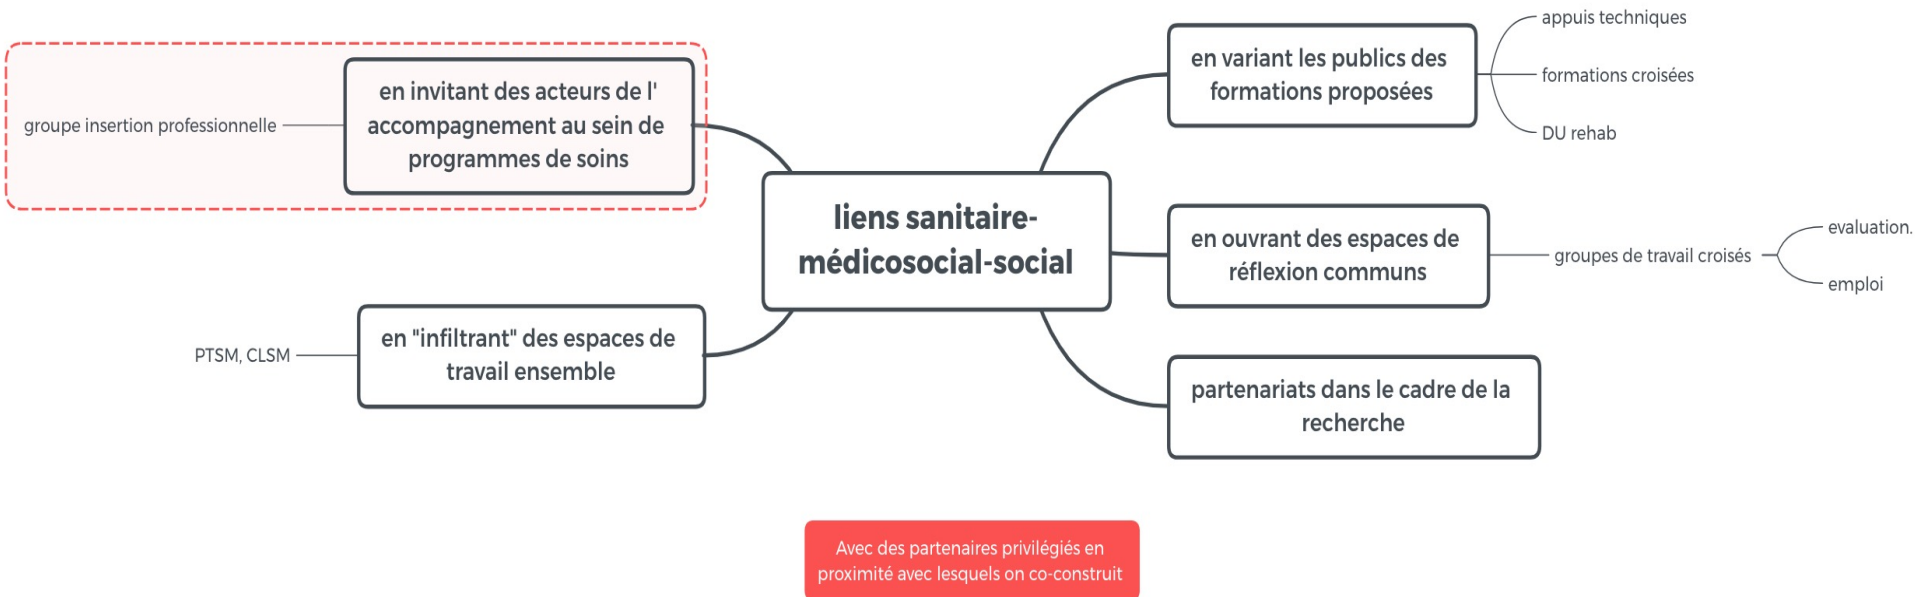 liens sanitaire-
médicosocial-social
en variant les publics des
formations proposées
appuis techniques
formations croisées
DU rehab
en ouvrant des espaces de
réflexion communs
groupes de travail croisés
evaluation.
emploi
partenariats dans le cadre de la
recherche
en invitant des acteurs de l'
accompagnement au sein de
programmes de soins
groupe insertion professionnelle
en "infiltrant" des espaces de
travail ensemble
PTSM, CLSM
Avec des partenaires privilégiés en
proximité avec lesquels on co-construit